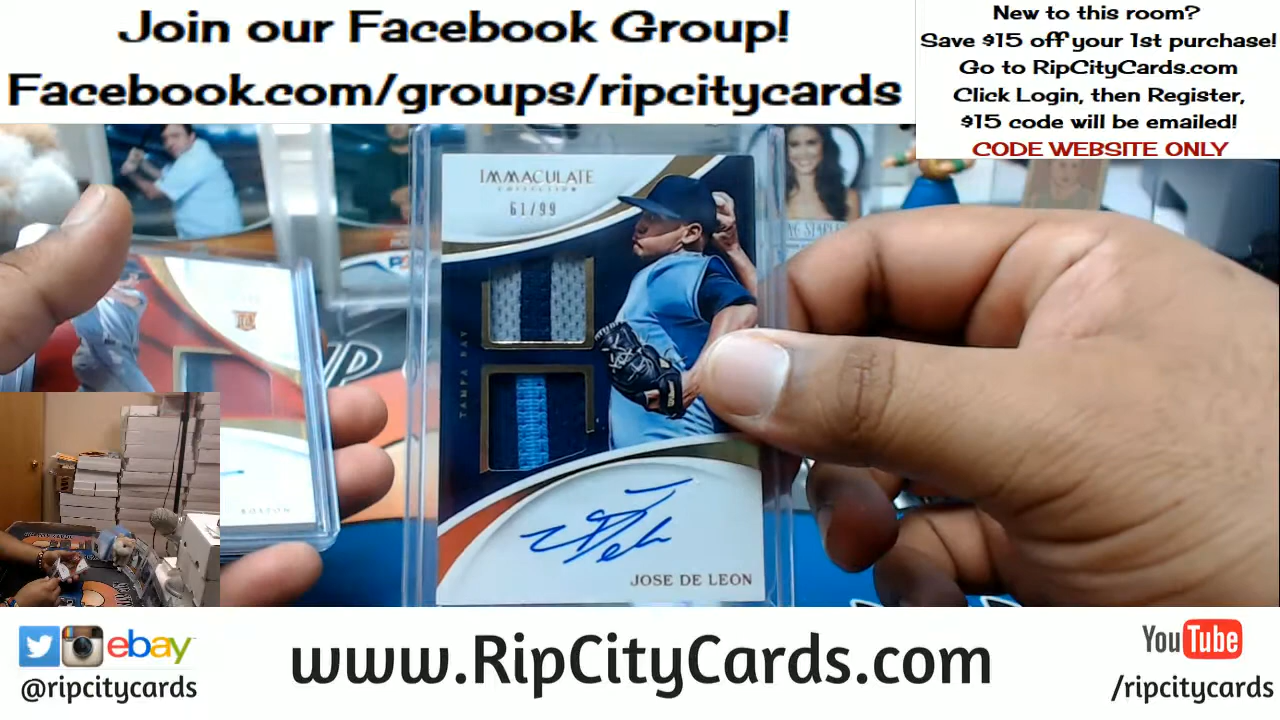 Join our Facebook Group!
Facebook.com/groups/ripcitycards
New to this room?
Save $15 off your 1st purchase!
Go to RipCityCards.com
Click Login, then Register,
$15 code will be emailed!
CODE WEBSITE ONLY
IMMACULATE
COLLECTION
61/99
TAMPA BAY
JOSE DE LEON
BOSTON
ebay
@ripcitycards
www.RipCityCards.com
YouTube
/ripcitycards